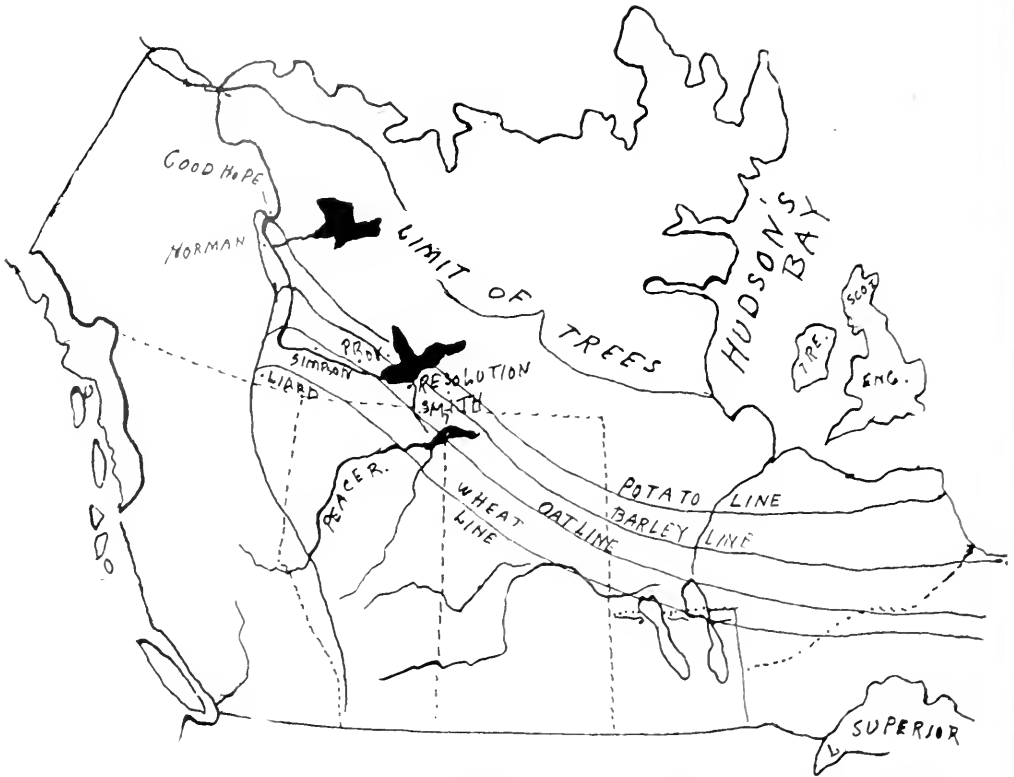 GOOD HOPE
NORMAN
LIMIT OF TREES
HUDSON'S
BAY
SCOT
IRE.
ENG.
PROV.
SIMPSON
RESOLUTION
LIARD
SMITH
PEACE R.
WHEAT
LINE
OAT LINE
POTATO LINE
BARLEY LINE
L SUPERIOR